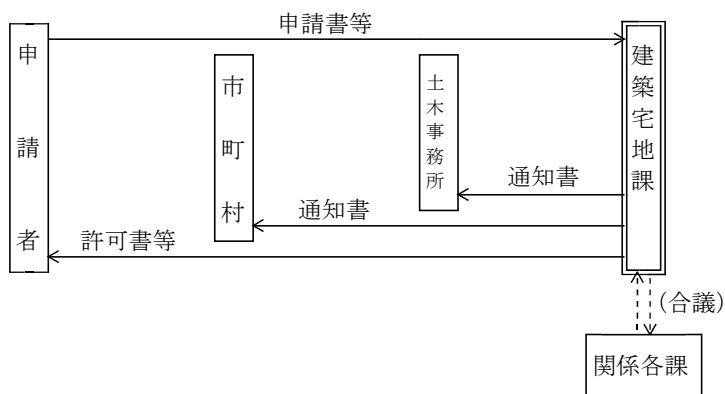 申請書等
申請者
市町村
土木事務所
建築宅地課
通知書
通知書
許可書等
(合議)
関係各課